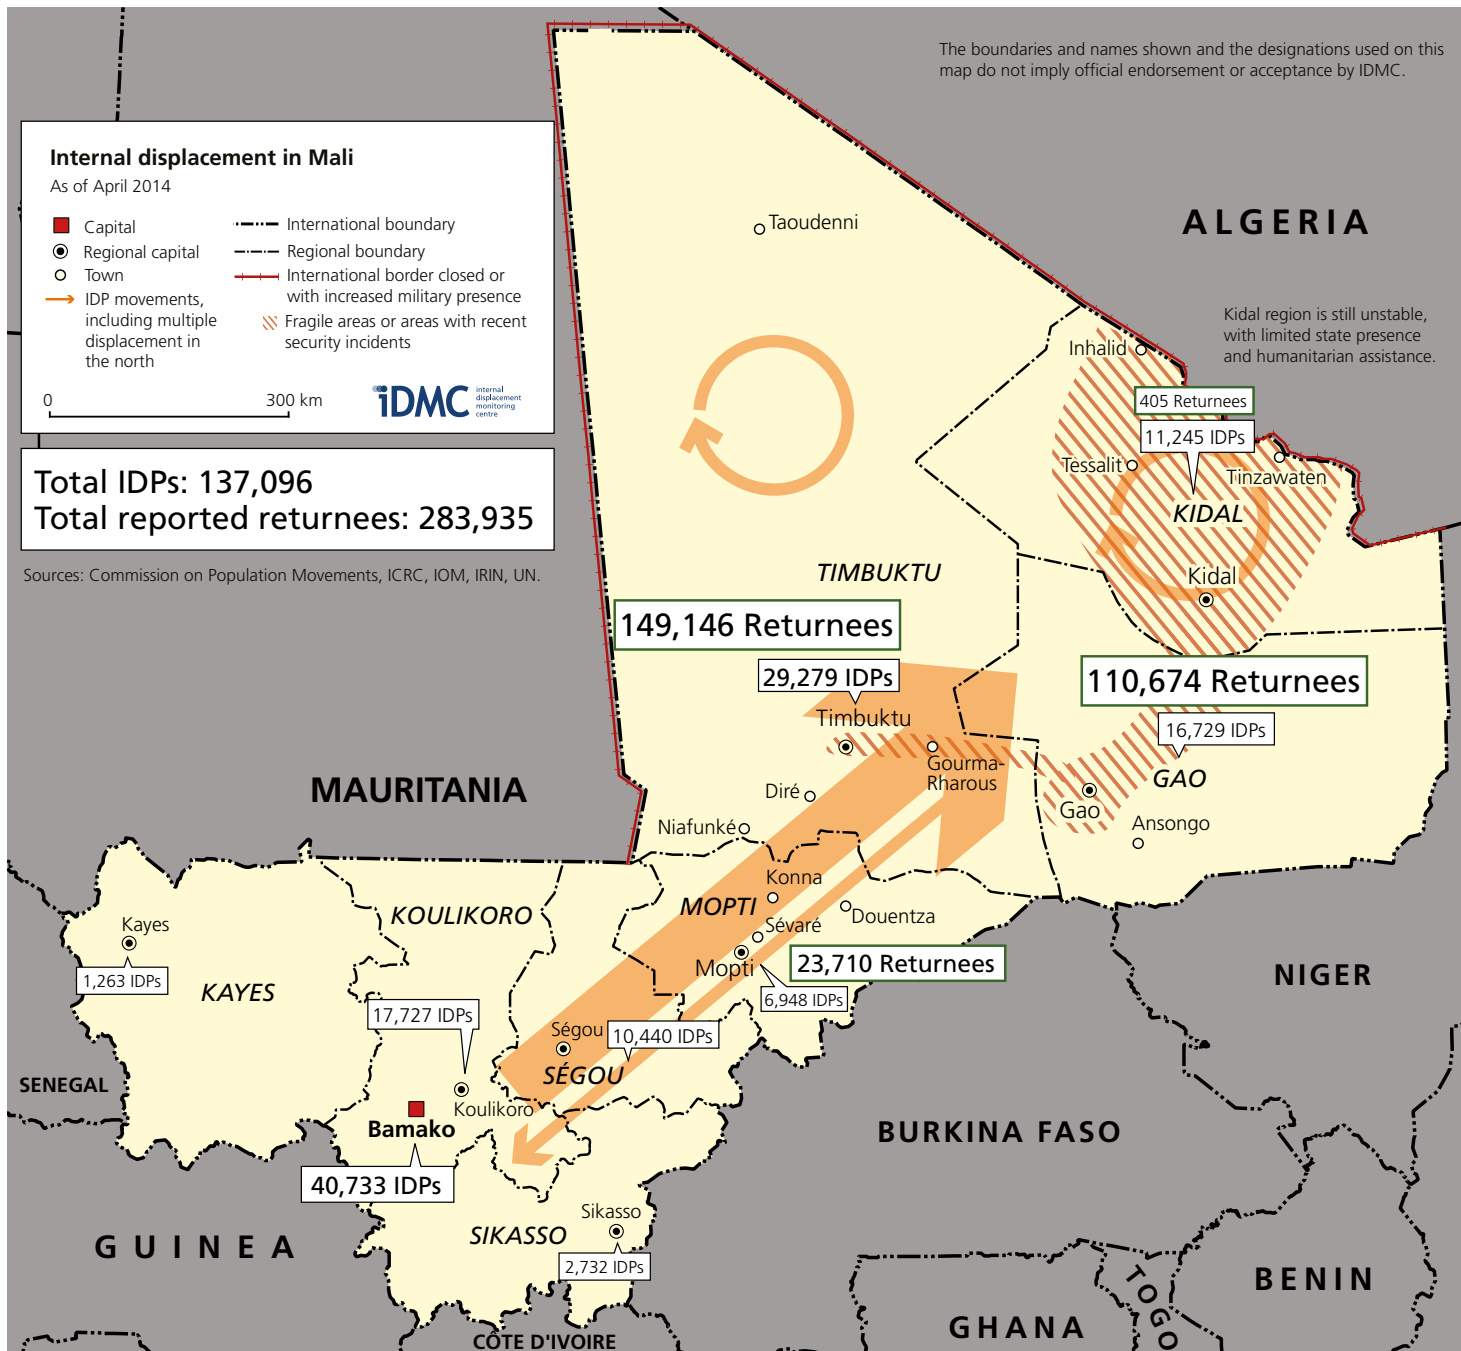 The boundaries and names shown and the designations used on this
map do not imply official endorsement or acceptance by IDMC.
Internal displacement in Mali
As of April 2014
Capital
Regional capital
Town
IDP movements,
including multiple
displacement in
the north
International boundary
Regional boundary
International border closed or
with increased military presence
Fragile areas or areas with recent
security incidents
0
300 km
iDMC
internal
displacement
monitoring
centre
Total IDPs: 137,096
Total reported returnees: 283,935
Sources: Commission on Population Movements, ICRC, IOM, IRIN, UN.
Taoudenni
ALGERIA
Kidal region is still unstable,
with limited state presence
and humanitarian assistance.
Inhalid
405 Returnees
11,245 IDPs
Tessalit
Tinzawaten
KIDAL
Kidal
TIMBUKTU
149,146 Returnees
29,279 IDPs
Timbuktu
110,674 Returnees
16,729 IDPs
GAO
Gourma-
Rharous
Gao
Ansongo
Diré
Niafunké
MAURITANIA
Konna
MOPTI
Sévaré
Douentza
Mopti
23,710 Returnees
6,948 IDPs
KOULIKORO
Kayes
1,263 IDPs
KAYES
17,727 IDPs
Ségou
10,440 IDPs
SÉGOU
Koulikoro
Bamako
40,733 IDPs
NIGER
SENEGAL
BURKINA FASO
Sikasso
SIKASSO
2,732 IDPs
GUINEA
CÔTE D'IVOIRE
GHANA
TOGO
BENIN